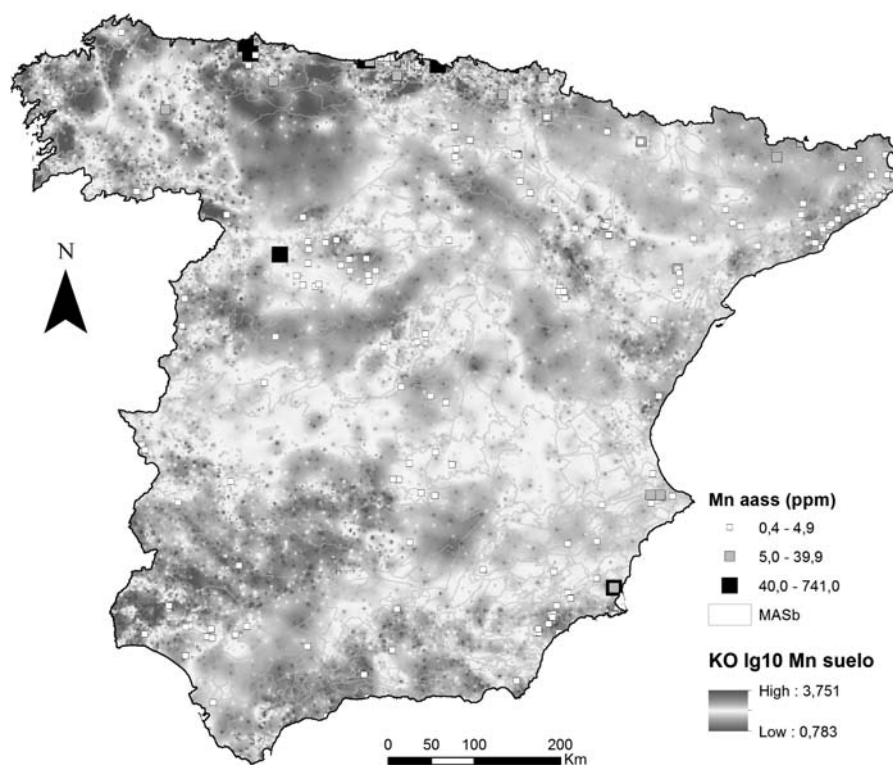 N
Mn aass (ppm)
0,4 - 4,9
5,0 - 39,9
40,0 - 741,0
MASb
KO lg10 Mn suelo
High : 3,751
Low : 0,783
0 50 100 200
Km